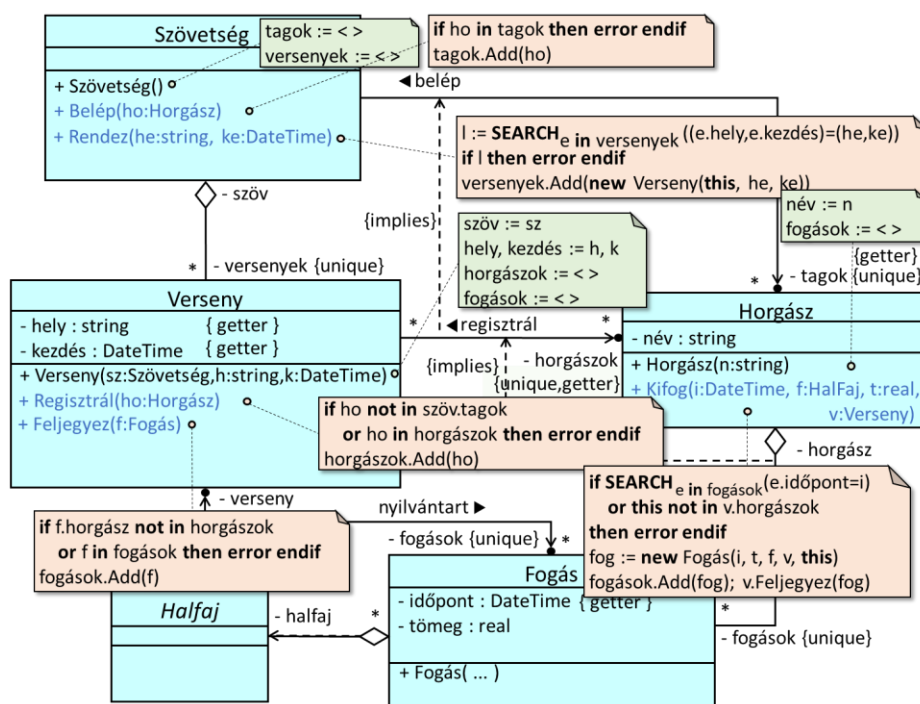 Szövetség
+ Szövetség()
+ Belép(ho:Horgász)
+ Rendez(he:string, ke:DateTime)
tagok := < >
versenyek := < >
if ho in tagok then error endif
tagok.Add(ho)
◄ belép
l := SEARCH e in versenyek ((e.hely,e.kezdés)=(he,ke))
if l then error endif
versenyek.Add(new Verseny(this, he, ke))
- szöv
{implies}
szöv := sz
hely, kezdés := h, k
horgászok := < >
fogások := < >
név := n
fogások := < >
{getter}
- tagok {unique}
*
* - versenyek {unique}
Verseny
- hely : string { getter }
- kezdés : DateTime { getter }
+ Verseny(sz:Szövetség,h:string,k:DateTime)
+ Regisztrál(ho:Horgász)
+ Feljegyez(f:Fogás)
*
◄ regisztrál
*
{implies}
- horgászok
{unique,getter}
Horgász
- név : string
+ Horgász(n:string)
+ Kifog(i:DateTime, f:HalFaj, t:real,
v:Verseny)
if ho not in szöv.tagok
or ho in horgászok then error endif
horgászok.Add(ho)
- horgász
if SEARCH e in fogások (e.időpont=i)
or this not in v.horgászok
then error endif
fog := new Fogás(i, t, f, v, this)
fogások.Add(fog); v.Feljegyez(fog)
- verseny
nyilvántart ►
if f.horgász not in horgászok
or f in fogások then error endif
fogások.Add(f)
- fogások {unique} *
Fogás
- időpont : DateTime { getter }
- tömeg : real
+ Fogás( ... )
Halfaj
- halfaj
*
*
- fogások {unique}